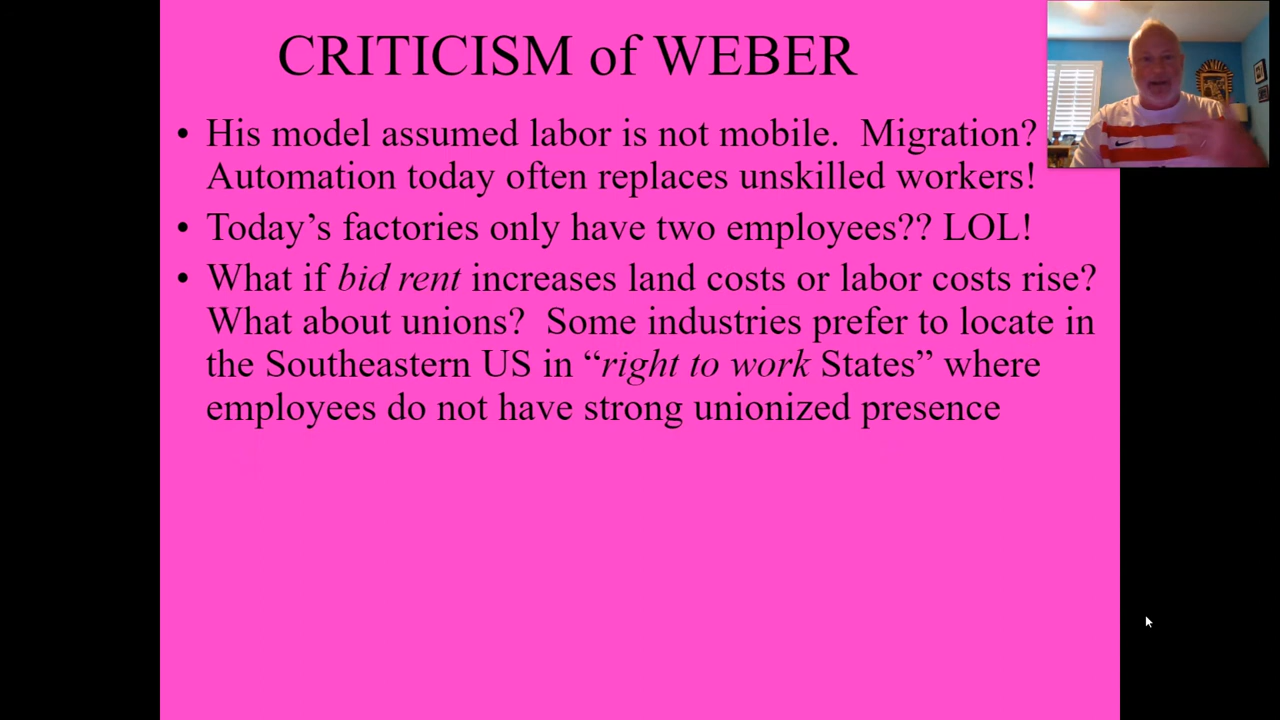 CRITICISM of WEBER
• His model assumed labor is not mobile.  Migration?
Automation today often replaces unskilled workers!
• Today’s factories only have two employees?? LOL!
• What if bid rent increases land costs or labor costs rise?
What about unions?  Some industries prefer to locate in
the Southeastern US in “right to work States” where
employees do not have strong unionized presence